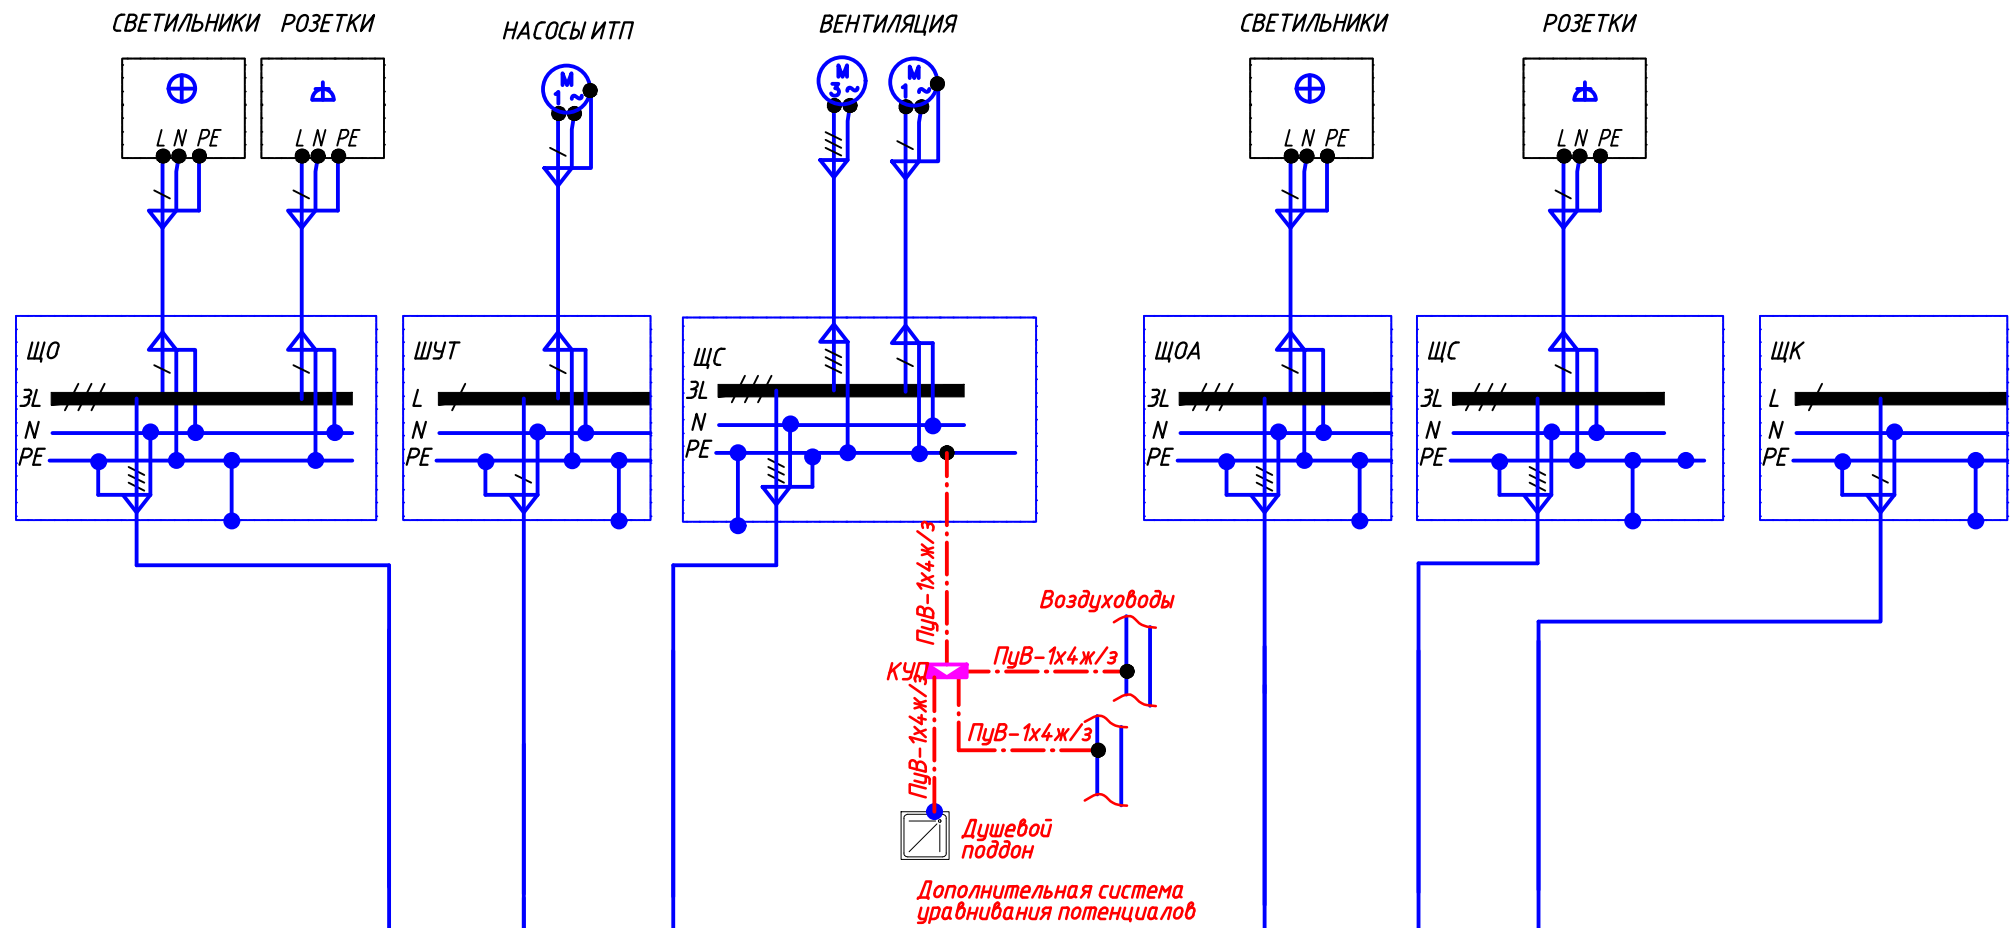 СВЕТИЛЬНИКИ РОЗЕТКИ НАСОСЫ ИТП ВЕНТИЛЯЦИЯ СВЕТИЛЬНИКИ РОЗЕТКИ
M
1 ~
M
3 ~
M
1 ~
L N PE
L N PE
L N PE
L N PE
ЩО
3L
N
PE
ШУТ
L
N
PE
ЩС
3L
N
PE
ЩОА
3L
N
PE
ЩС
3L
N
PE
ЩК
L
N
PE
ПуВ-1х4ж/з
Воздуховоды
КУП
ПуВ-1х4ж/з
ПуВ-1х4ж/з
ПуВ-1х4ж/з
Душевой
поддон
Дополнительная система
уравнивания потенциалов